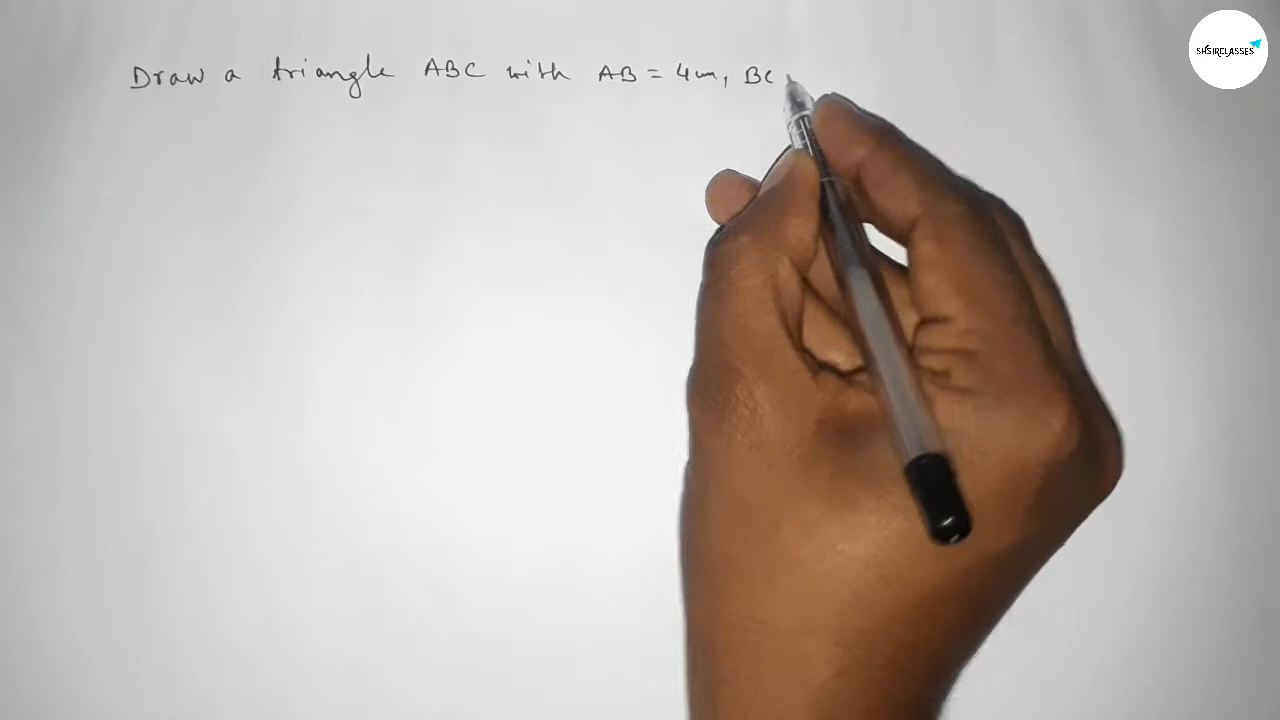 Draw a triangle ABC with AB = 4cm, BC
SHSIRCLASSES